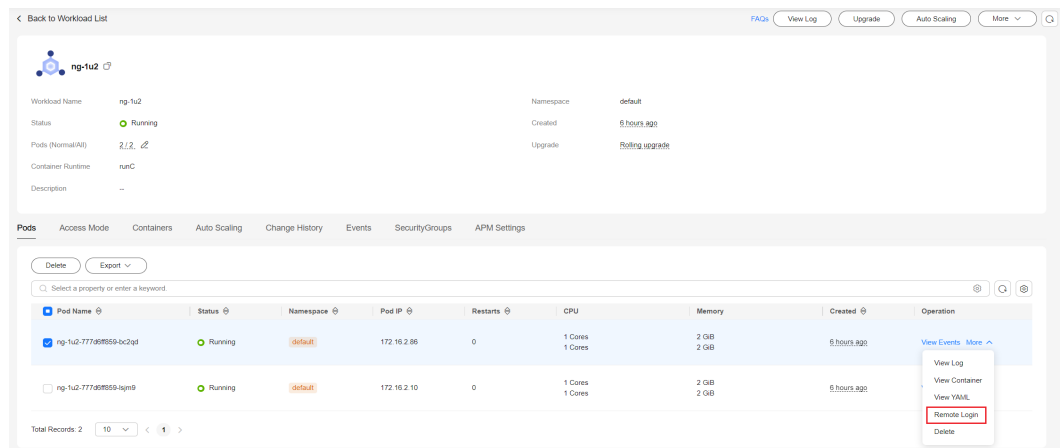 Back to Workload List
FAQs View Log Upgrade Auto Scaling More
ng-1u2
Workload Name ng-1u2 Namespace default
Status Running Created 6 hours ago
Pods (Normal/All) 2 / 2 Upgrade Rolling upgrade
Container Runtime runC
Description --
Pods Access Mode Containers Auto Scaling Change History Events SecurityGroups APM Settings
Delete Export
Select a property or enter a keyword.
Pod Name Status Namespace Pod IP Restarts CPU Memory Created Operation
ng-1u2-777d6ff859-bc2qd Running default 172.16.2.86 0 1 Cores 2 GiB 6 hours ago View Events More
1 Cores 2 GiB
View Log
View Container
View YAML
Remote Login
Delete
ng-1u2-777d6ff859-lsjm9 Running default 172.16.2.10 0 1 Cores 2 GiB 6 hours ago
1 Cores 2 GiB
Total Records: 2 10 1